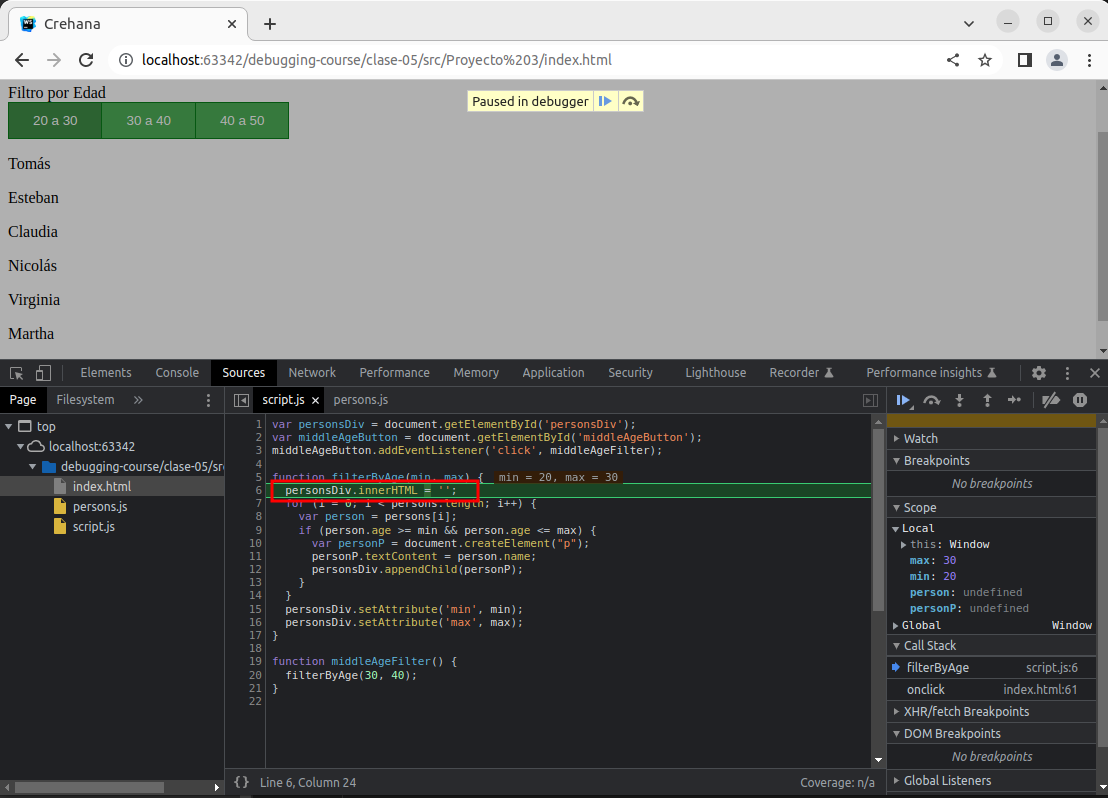 Crehana
localhost:63342/debugging-course/clase-05/src/Proyecto%203/index.html
Filtro por Edad
Paused in debugger
20 a 30 30 a 40 40 a 50
Tomás
Esteban
Claudia
Nicolás
Virginia
Martha
Elements Console Sources Network Performance Memory Application Security Lighthouse Recorder Performance insights
Page Filesystem » script.js × persons.js
top
localhost:63342
debugging-course/clase-05/sr
index.html
persons.js
script.js
1 var personsDiv = document.getElementById('personsDiv');
2 var middleAgeButton = document.getElementById('middleAgeButton');
3 middleAgeButton.addEventListener('click', middleAgeFilter);
4
5 function filterByAge(min, max) { min = 20, max = 30
6 personsDiv.innerHTML = '';
7 for (i = 0; i < persons.length; i++) {
8 var person = persons[i];
9 if (person.age >= min && person.age <= max) {
10 var personP = document.createElement("p");
11 personP.textContent = person.name;
12 personsDiv.appendChild(personP);
13 }
14 }
15 personsDiv.setAttribute('min', min);
16 personsDiv.setAttribute('max', max);
17 }
18
19 function middleAgeFilter() {
20 filterByAge(30, 40);
21 }
22
{} Line 6, Column 24 Coverage: n/a
Watch
Breakpoints
No breakpoints
Scope
Local
this: Window
max: 30
min: 20
person: undefined
personP: undefined
Global Window
Call Stack
filterByAge script.js:6
onclick index.html:61
XHR/fetch Breakpoints
DOM Breakpoints
No breakpoints
Global Listeners